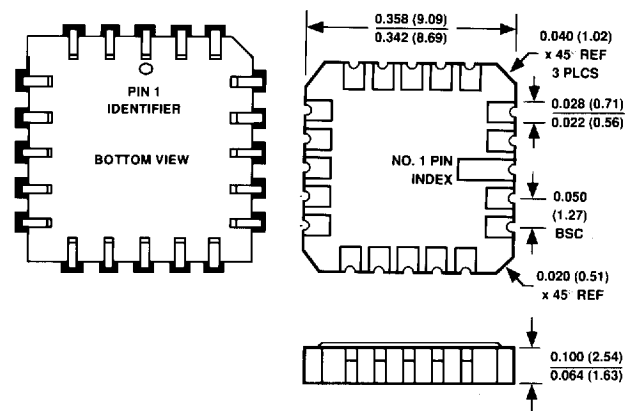 PIN 1
IDENTIFIER
BOTTOM VIEW
0.358 (9.09)
0.342 (8.69)
0.040 (1.02)
x 45° REF
3 PLCS
0.028 (0.71)
0.022 (0.56)
NO. 1 PIN
INDEX
0.050
(1.27)
BSC
0.020 (0.51)
x 45° REF
0.100 (2.54)
0.064 (1.63)